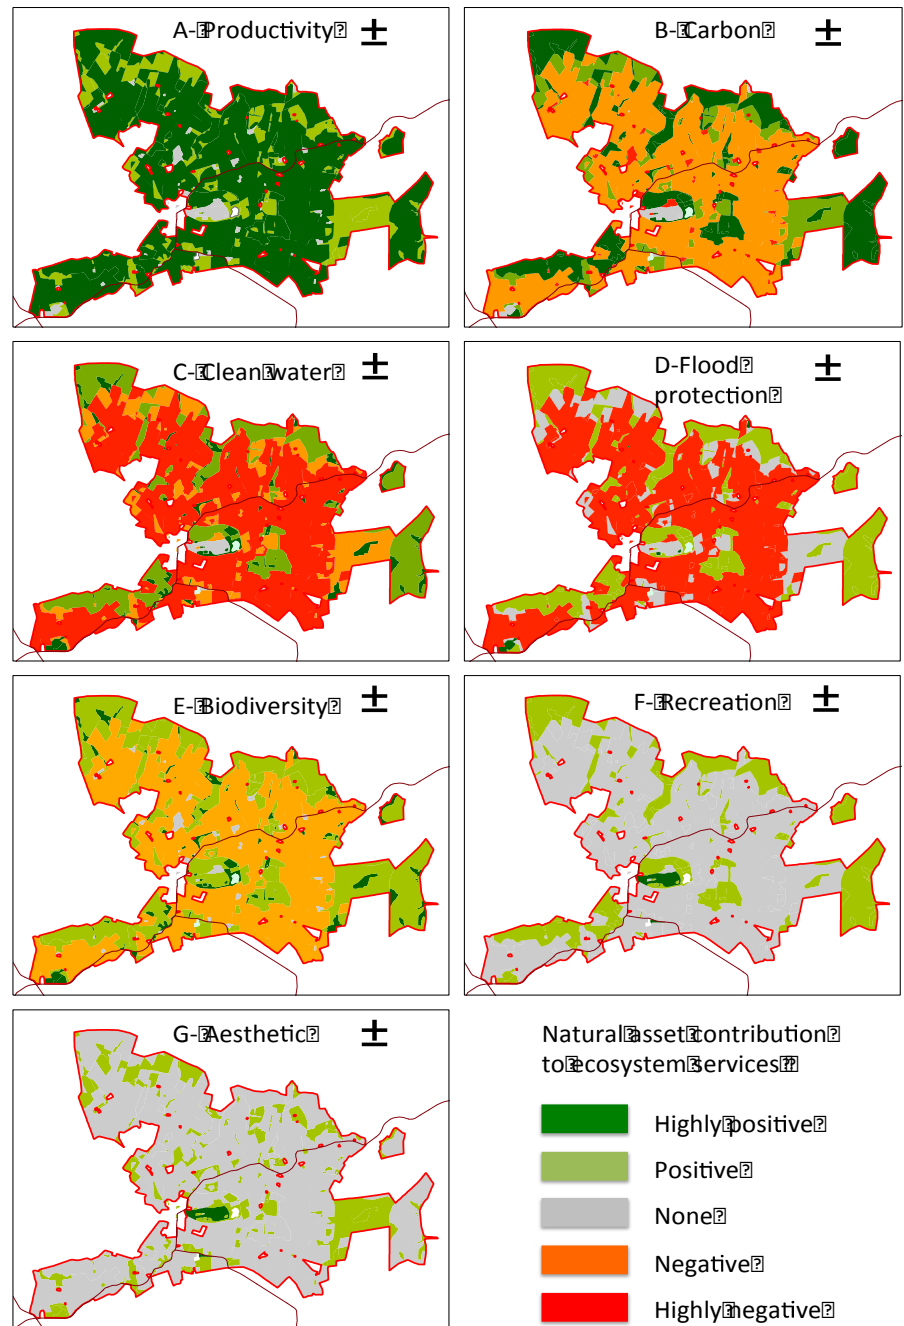 A- Productivity
±
B- Carbon
±
C- Clean water
±
D-Flood
protection
±
E- Biodiversity
±
F- Recreation
±
G- Aesthetic
±
Natural asset contribution
to ecosystem services
Highly positive
Positive
None
Negative
Highly negative